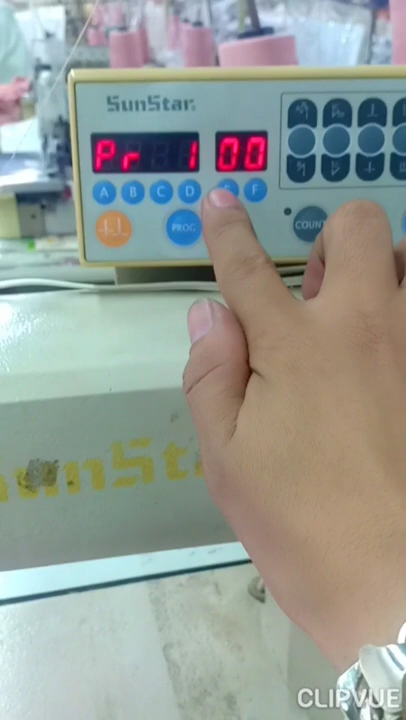 SunStar
Pr 1 00
A B C D E F
PROG
COUNT
SunSt
CLIPVUE